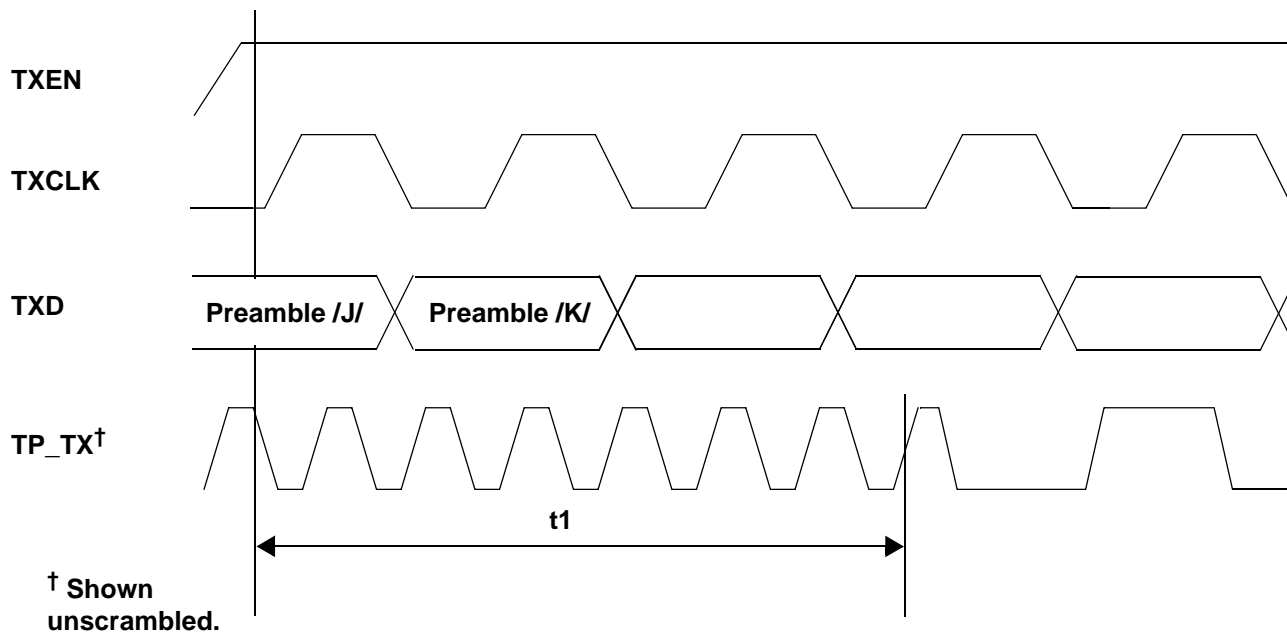 TXEN
TXCLK
TXD
Preamble /J/
Preamble /K/
TP_TX†
t1
† Shown
unscrambled.